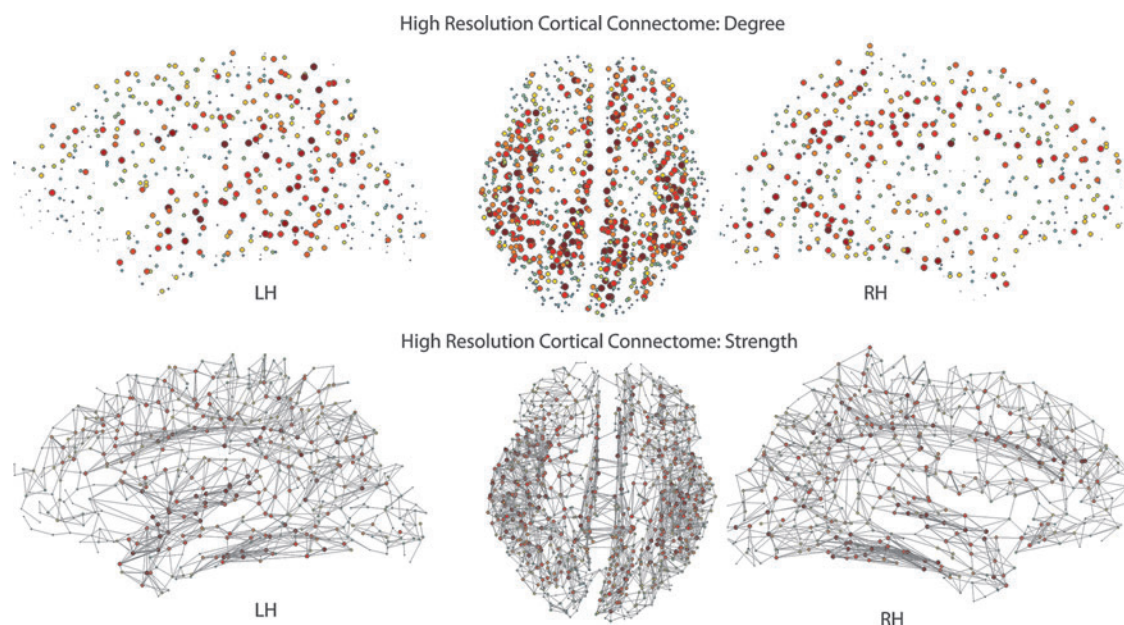 High Resolution Cortical Connectome: Degree
LH
RH
High Resolution Cortical Connectome: Strength
LH
RH